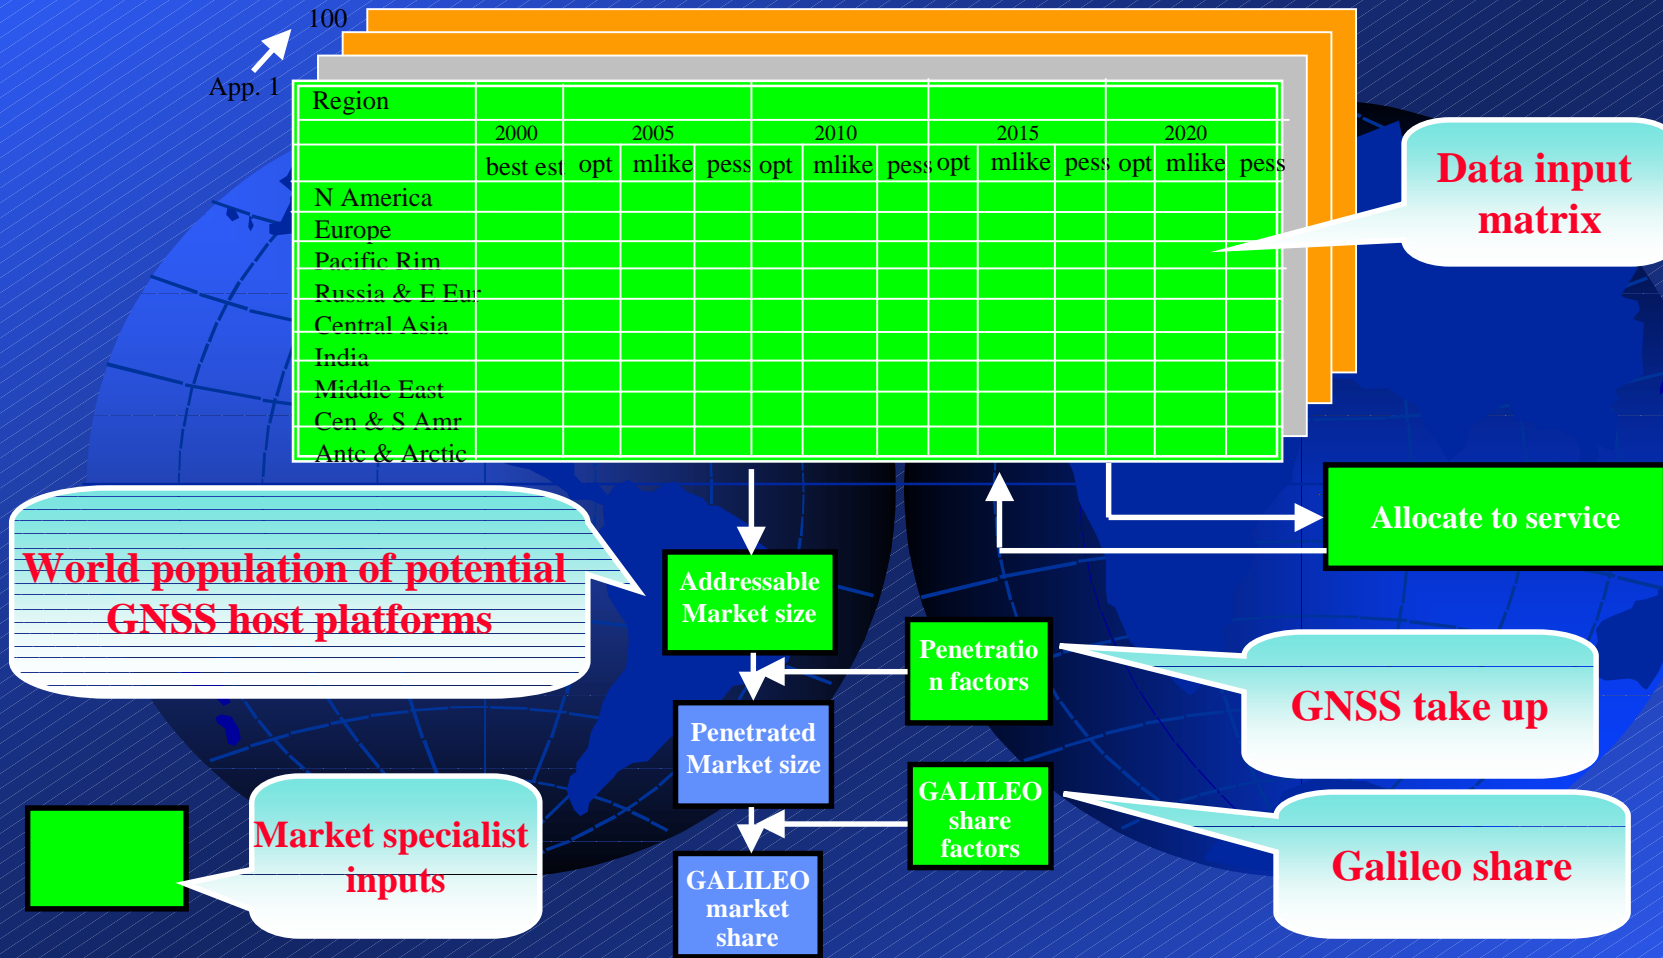 100
App. 1
Region
2000 2005 2010 2015 2020
best est opt mlike pess opt mlike pess opt mlike pess opt mlike pess
N America
Europe
Pacific Rim
Russia & E Eur
Central Asia
India
Middle East
Cen & S Amr
Antc & Arctic
Data input
matrix
Allocate to service
World population of potential
GNSS host platforms
Addressable
Market size
Penetratio
n factors
GNSS take up
Penetrated
Market size
GALILEO
share
factors
Galileo share
Market specialist
inputs
GALILEO
market
share